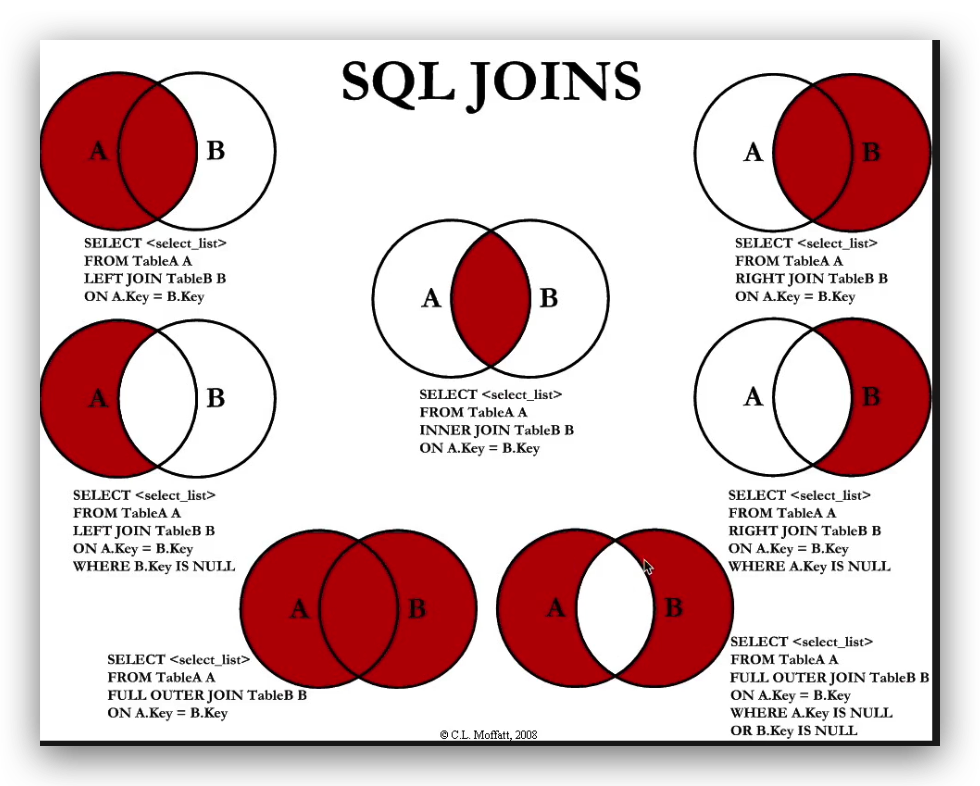 SQL JOINS
A B
SELECT <select_list>
FROM TableA A
LEFT JOIN TableB B
ON A.Key = B.Key
A B
SELECT <select_list>
FROM TableA A
RIGHT JOIN TableB B
ON A.Key = B.Key
A B
SELECT <select_list>
FROM TableA A
INNER JOIN TableB B
ON A.Key = B.Key
A B
SELECT <select_list>
FROM TableA A
LEFT JOIN TableB B
ON A.Key = B.Key
WHERE B.Key IS NULL
A B
SELECT <select_list>
FROM TableA A
RIGHT JOIN TableB B
ON A.Key = B.Key
WHERE A.Key IS NULL
A B
SELECT <select_list>
FROM TableA A
FULL OUTER JOIN TableB B
ON A.Key = B.Key
A B
SELECT <select_list>
FROM TableA A
FULL OUTER JOIN TableB B
ON A.Key = B.Key
WHERE A.Key IS NULL
OR B.Key IS NULL
© C.L. Moffatt, 2008